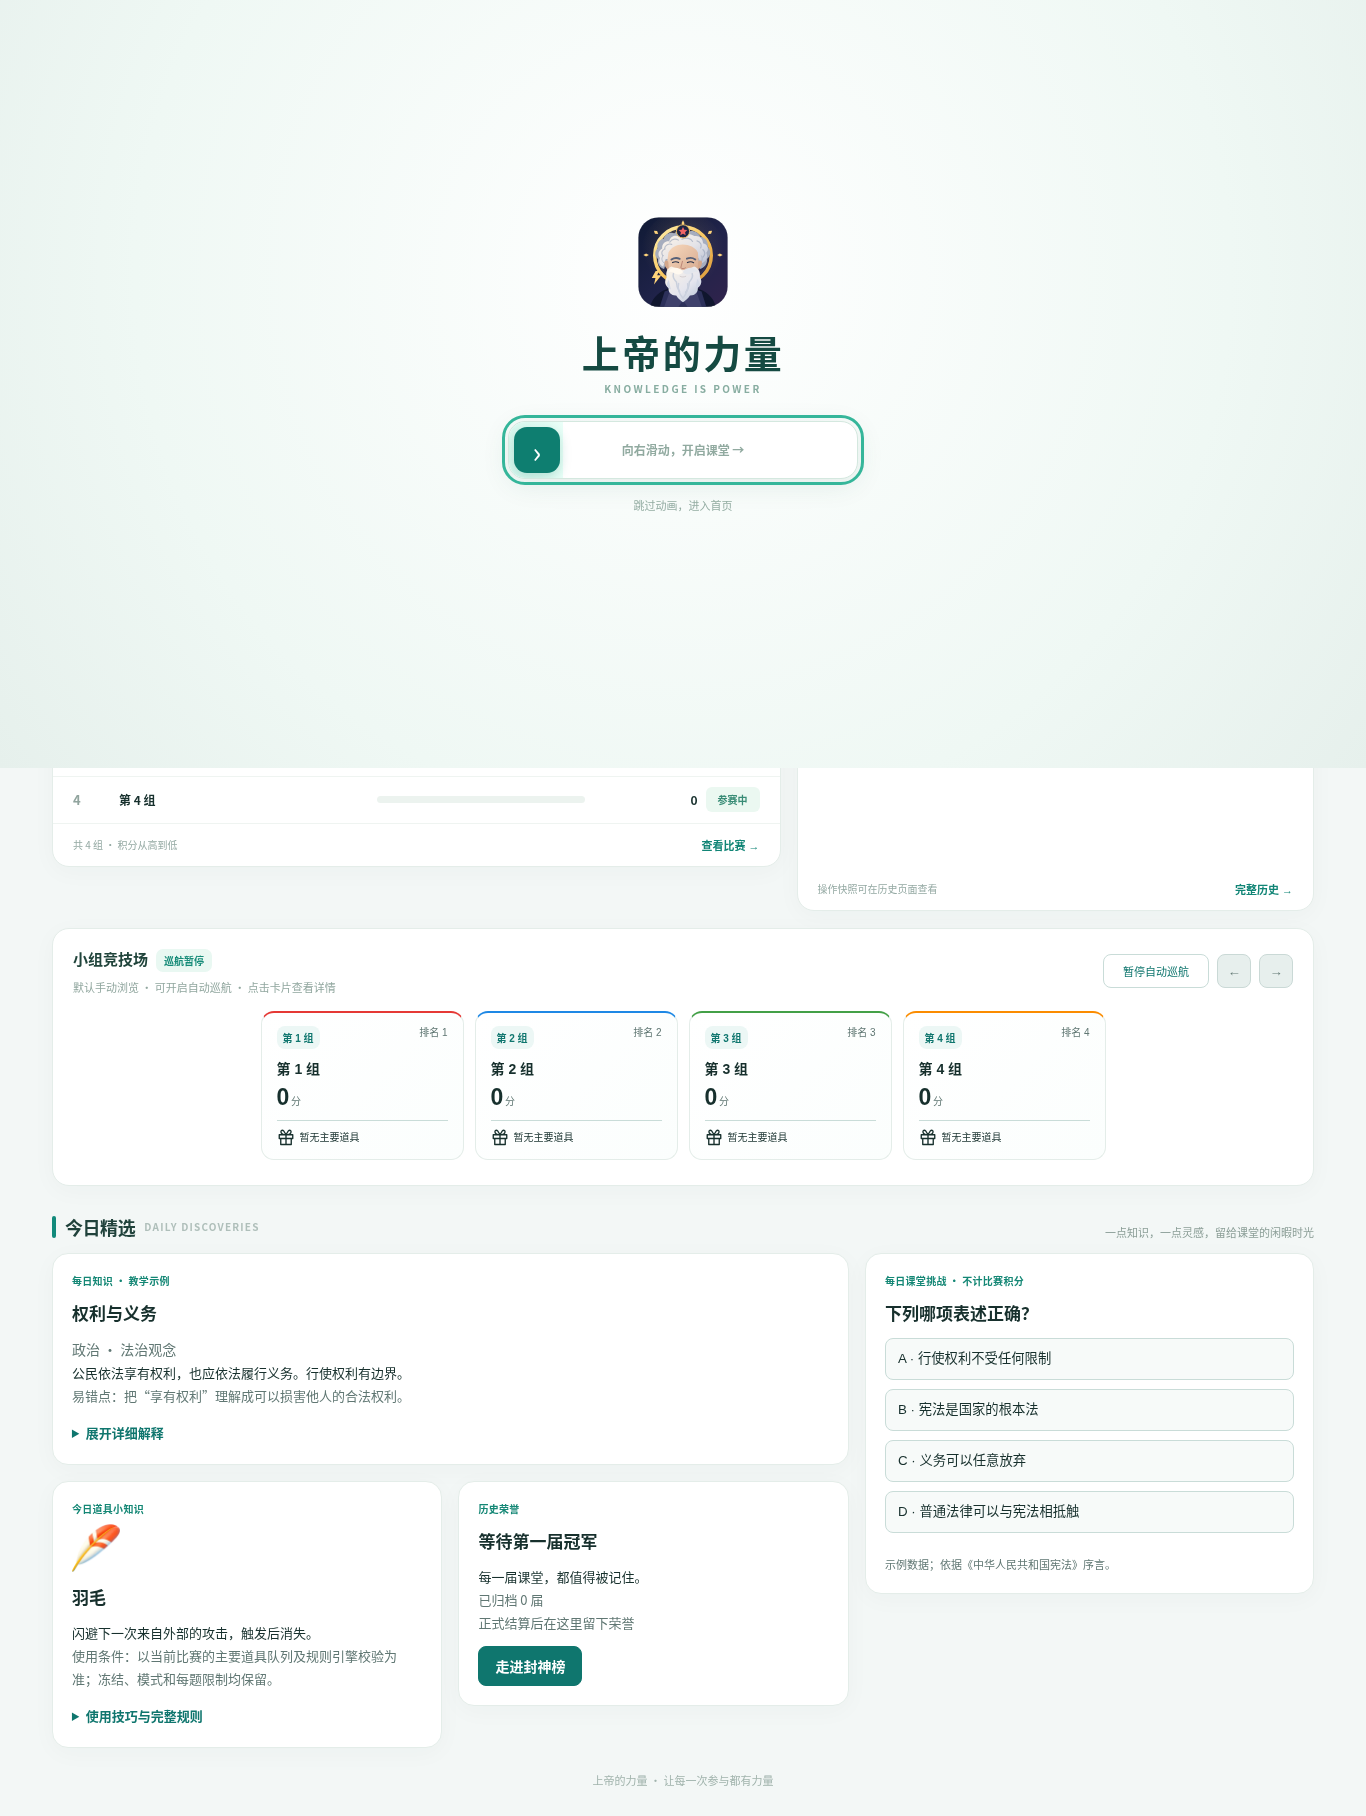 上帝的力量
KNOWLEDGE IS POWER
› 向右滑动，开启课堂 →
跳过动画，进入首页
4 第 4 组 0 参赛中
共 4 组 · 积分从高到低 查看比赛 →
操作快照可在历史页面查看 完整历史 →
小组竞技场 巡航暂停
默认手动浏览 · 可开启自动巡航 · 点击卡片查看详情
暂停自动巡航 ← →
第 1 组 排名 1
第 1 组
0 分
暂无主要道具
第 2 组 排名 2
第 2 组
0 分
暂无主要道具
第 3 组 排名 3
第 3 组
0 分
暂无主要道具
第 4 组 排名 4
第 4 组
0 分
暂无主要道具
今日精选 DAILY DISCOVERIES
一点知识，一点灵感，留给课堂的闲暇时光
每日知识 · 教学示例
权利与义务
政治 · 法治观念
公民依法享有权利，也应依法履行义务。行使权利有边界。
易错点：把“享有权利”理解成可以损害他人的合法权利。
▶ 展开详细解释
每日课堂挑战 · 不计比赛积分
下列哪项表述正确？
A · 行使权利不受任何限制
B · 宪法是国家的根本法
C · 义务可以任意放弃
D · 普通法律可以与宪法相抵触
示例数据；依据《中华人民共和国宪法》序言。
今日道具小知识
羽毛
闪避下一次来自外部的攻击，触发后消失。
使用条件：以当前比赛的主要道具队列及规则引擎校验为
准；冻结、模式和每题限制均保留。
▶ 使用技巧与完整规则
历史荣誉
等待第一届冠军
每一届课堂，都值得被记住。
已归档 0 届
正式结算后在这里留下荣誉
走进封神榜
上帝的力量 · 让每一次参与都有力量